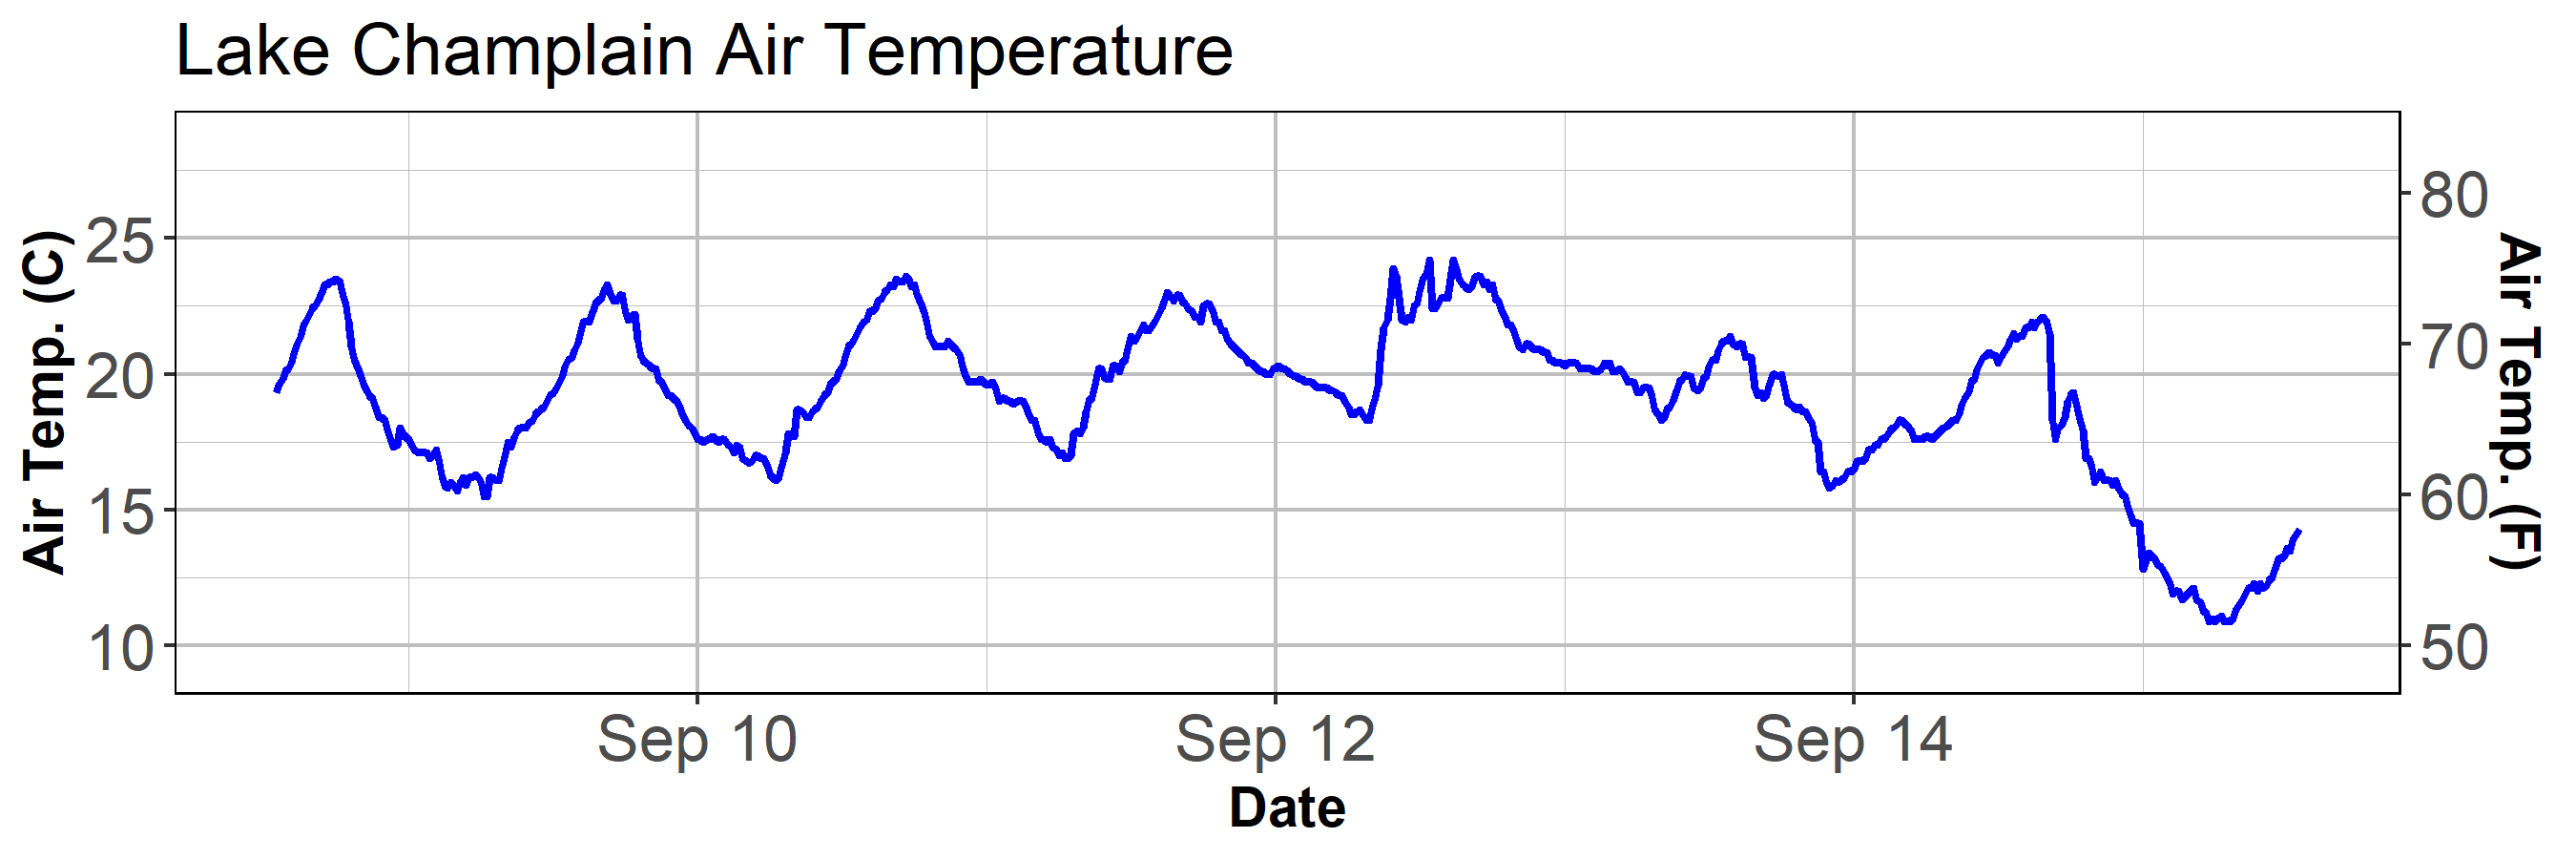 Lake Champlain Air Temperature
Air Temp. (C)
25
20
15
10
80
70
60
50
Air Temp. (F)
Sep 10 Sep 12 Sep 14
Date